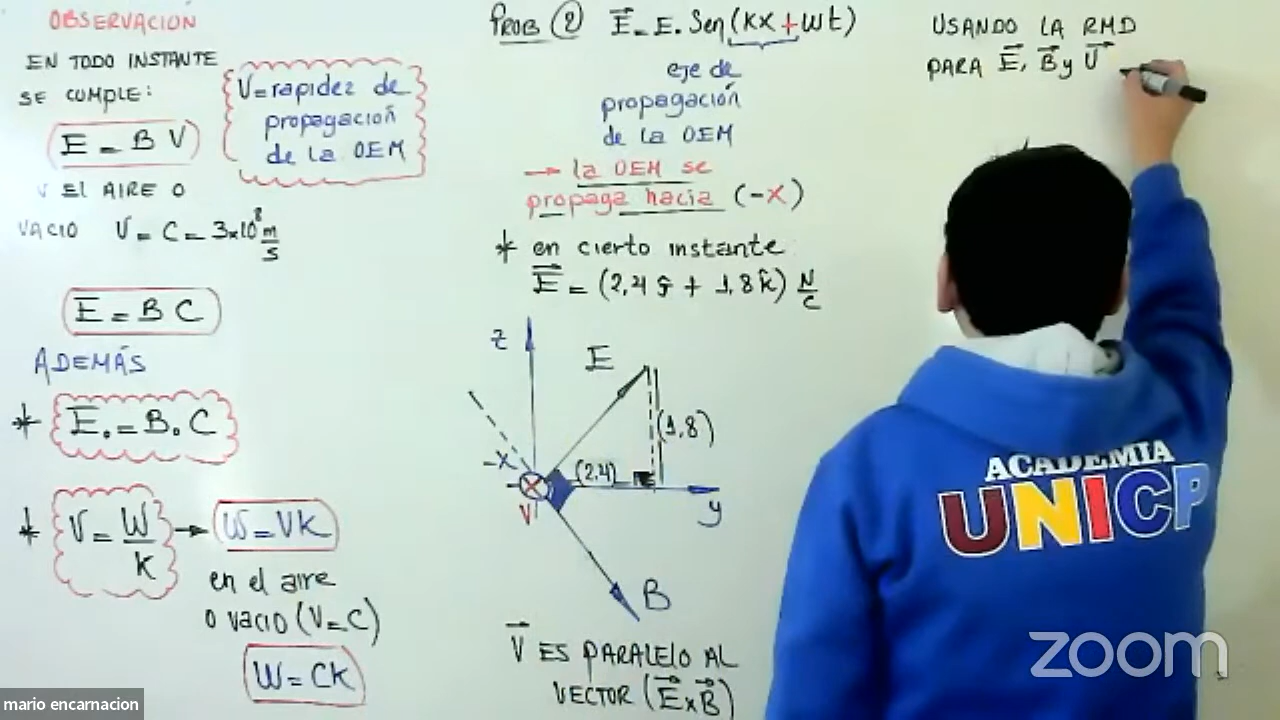 OBSERVACIÓN
EN TODO INSTANTE
SE CUMPLE:
E = B V
V = rapidez de
propagación
de la OEM
EL AIRE O
VACIO V = C = 3×10⁸ m/s
E = B C
ADEMÁS
* E₀ = B₀ C
* V = W/K → W = VK
en el aire
o vacio (V = C)
W = CK
PROB ② E⃗ = E₀ Sen(KX + Wt)
eje de
propagación
de la OEM
→ la OEM se
propaga hacia (-X)
* en cierto instante
E⃗ = (2,4 ĵ + 1,8 k̂) N/C
z
E
(1,8)
-X
(2,4)
V
y
B
V⃗ ES PARALELO AL
VECTOR (E⃗ x B⃗)
USANDO LA RMD
PARA E⃗, B⃗ y V⃗
ACADEMIA
UNICP
zoom
mario encarnacion